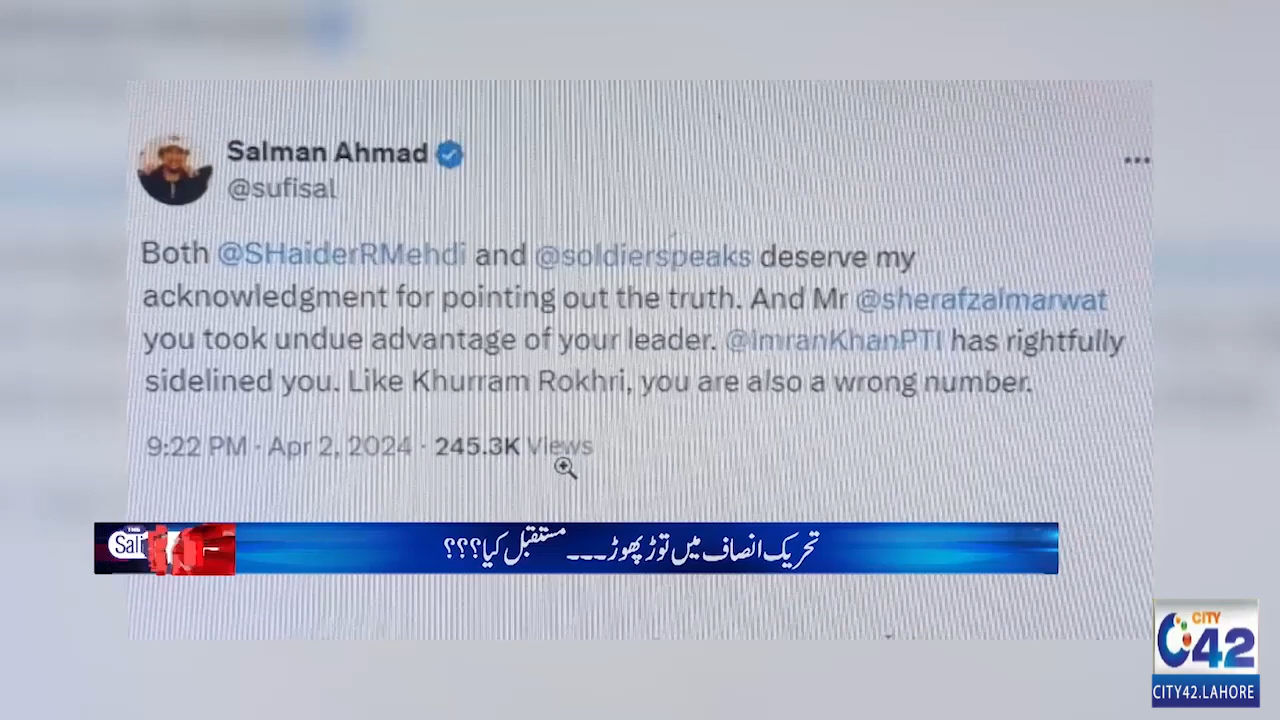 Salman Ahmad
@sufisal
Both @SHaiderRMehdi and @soldierspeaks deserve my
acknowledgment for pointing out the truth. And Mr @sherafzalmarwat
you took undue advantage of your leader. @ImranKhanPTI has rightfully
sidelined you. Like Khurram Rokhri, you are also a wrong number.
9:22 PM · Apr 2, 2024 · 245.3K Views
تحریک انصاف میں توڑ پھوڑ۔۔۔ مستقبل کیا؟؟؟
CITY
42
CITY42.LAHORE